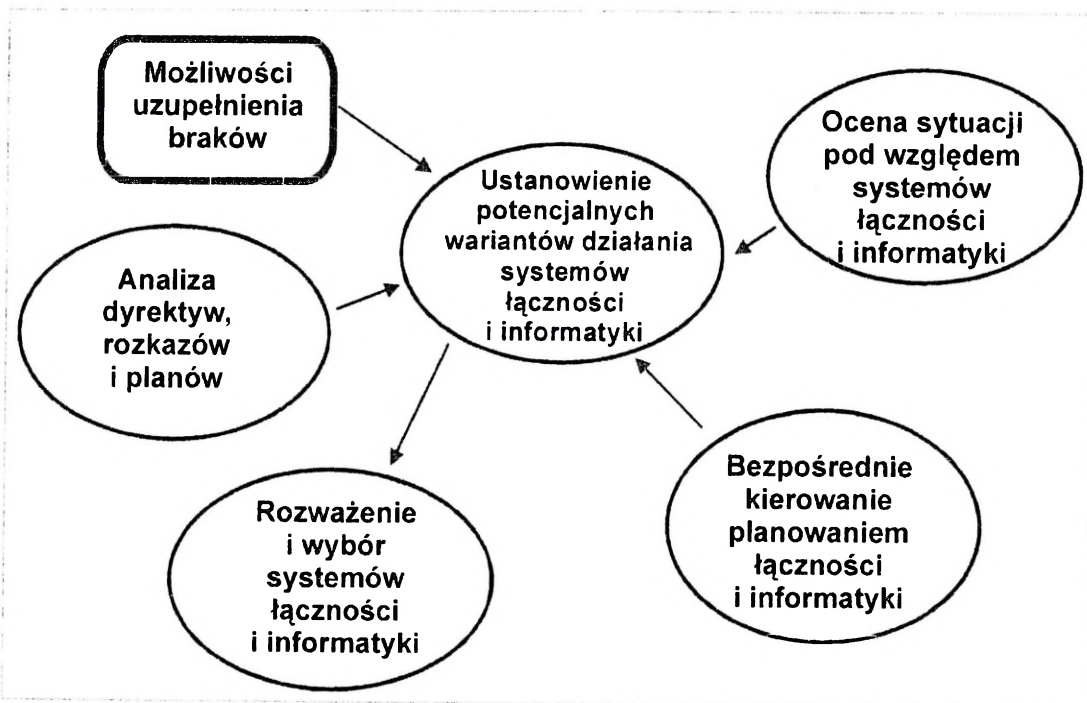 Możliwości
uzupełnienia
braków
Ocena sytuacji
pod względem
systemów
łączności
i informatyki
Ustanowienie
potencjalnych
wariantów działania
systemów
łączności
i informatyki
Analiza
dyrektyw,
rozkazów
i planów
Rozważenie
i wybór
systemów
łączności
i informatyki
Bezpośrednie
kierowanie
planowaniem
łączności
i informatyki